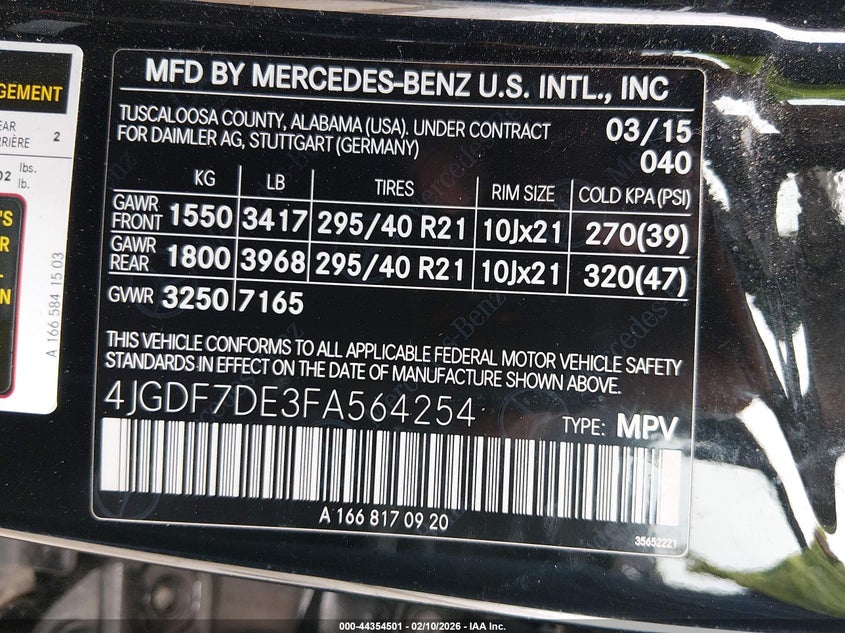 GEMENT
EAR
RIÈRE 2
lbs.
02 lb.
'S
R
A 166 584 15 03
MFD BY MERCEDES-BENZ U.S. INTL., INC
TUSCALOOSA COUNTY, ALABAMA (USA). UNDER CONTRACT
FOR DAIMLER AG, STUTTGART (GERMANY)
03/15
040
KG LB TIRES RIM SIZE COLD KPA(PSI)
GAWR FRONT 1550 3417 295/40 R21 10Jx21 270(39)
GAWR REAR 1800 3968 295/40 R21 10Jx21 320(47)
GVWR 3250 7165
THIS VEHICLE CONFORMS TO ALL APPLICABLE FEDERAL MOTOR VEHICLE SAFETY
STANDARDS IN EFFECT ON THE DATE OF MANUFACTURE SHOWN ABOVE.
4JGDF7DE3FA564254
TYPE: MPV
A 166 817 09 20
35652221
000-44354501 - 02/10/2026 - IAA Inc.